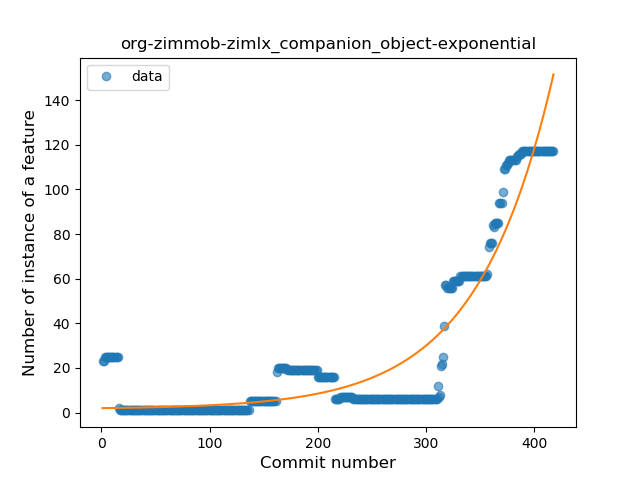 org-zimmob-zimlx_companion_object-exponential
data
Number of instance of a feature
140
120
100
80
60
40
20
0
0 100 200 300 400
Commit number